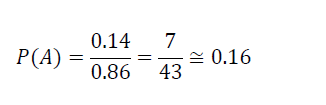 P(A) = 0.14/0.86 = 7/43 ≅ 0.16